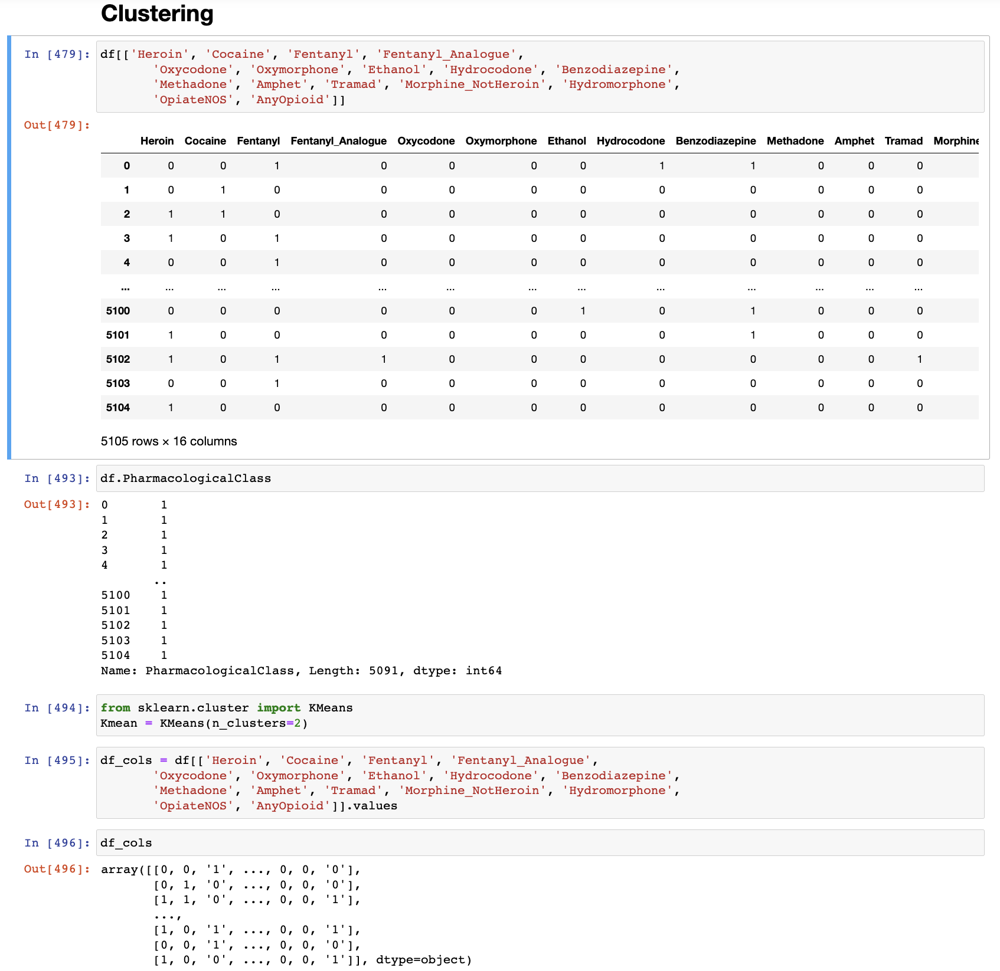 Clustering
In [479]: df[['Heroin', 'Cocaine', 'Fentanyl', 'Fentanyl_Analogue',
'Oxycodone', 'Oxymorphone', 'Ethanol', 'Hydrocodone', 'Benzodiazepine',
'Methadone', 'Amphet', 'Tramad', 'Morphine_NotHeroin', 'Hydromorphone',
'OpiateNOS', 'AnyOpioid']]
Out[479]:
Heroin Cocaine Fentanyl Fentanyl_Analogue Oxycodone Oxymorphone Ethanol Hydrocodone Benzodiazepine Methadone Amphet Tramad Morphine
0 0 0 1 0 0 0 0 1 1 0 0 0
1 0 1 0 0 0 0 0 0 0 0 0 0
2 1 1 0 0 0 0 0 0 0 0 0 0
3 1 0 1 0 0 0 0 0 0 0 0 0
4 0 0 1 0 0 0 0 0 0 0 0 0
... ... ... ... ... ... ... ... ... ... ... ... ...
5100 0 0 0 0 0 0 1 0 1 0 0 0
5101 1 0 0 0 0 0 0 0 1 0 0 0
5102 1 0 1 1 0 0 0 0 0 0 0 1
5103 0 0 1 0 0 0 0 0 0 0 0 0
5104 1 0 0 0 0 0 0 0 0 0 0 0
5105 rows × 16 columns
In [493]: df.PharmacologicalClass
Out[493]: 0 1
1 1
2 1
3 1
4 1
..
5100 1
5101 1
5102 1
5103 1
5104 1
Name: PharmacologicalClass, Length: 5091, dtype: int64
In [494]: from sklearn.cluster import KMeans
Kmean = KMeans(n_clusters=2)
In [495]: df_cols = df[['Heroin', 'Cocaine', 'Fentanyl', 'Fentanyl_Analogue',
'Oxycodone', 'Oxymorphone', 'Ethanol', 'Hydrocodone', 'Benzodiazepine',
'Methadone', 'Amphet', 'Tramad', 'Morphine_NotHeroin', 'Hydromorphone',
'OpiateNOS', 'AnyOpioid']].values
In [496]: df_cols
Out[496]: array([[0, 0, '1', ..., 0, 0, '0'],
[0, 1, '0', ..., 0, 0, '0'],
[1, 1, '0', ..., 0, 0, '1'],
...,
[1, 0, '1', ..., 0, 0, '1'],
[0, 0, '1', ..., 0, 0, '0'],
[1, 0, '0', ..., 0, 0, '1']], dtype=object)